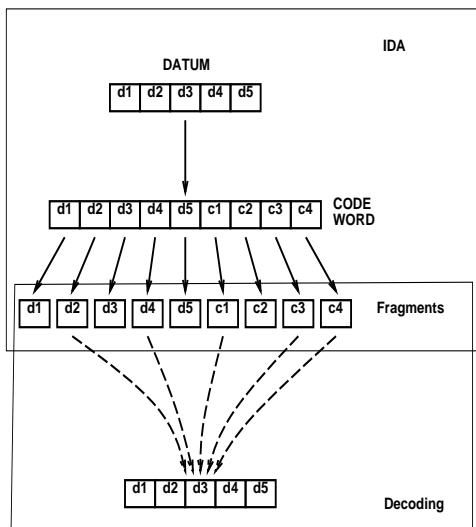 IDA
DATUM
d1 d2 d3 d4 d5
d1 d2 d3 d4 d5 c1 c2 c3 c4 CODE
WORD
d1 d2 d3 d4 d5 c1 c2 c3 c4 Fragments
d1 d2 d3 d4 d5
Decoding